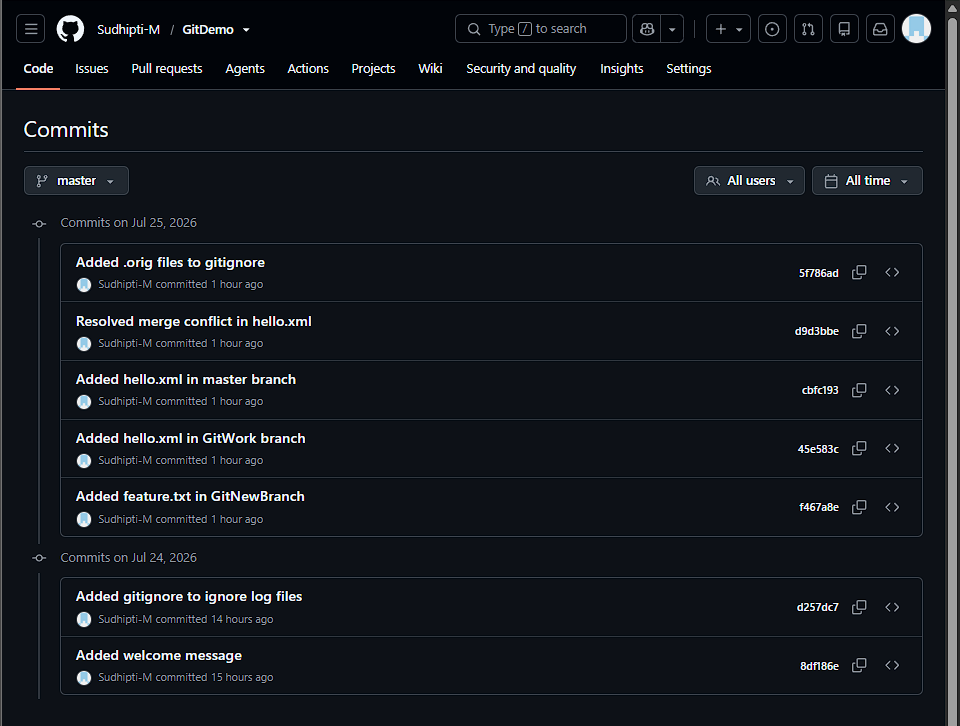 Sudhipti-M / GitDemo
Type / to search
Code Issues Pull requests Agents Actions Projects Wiki Security and quality Insights Settings
Commits
master
All users All time
Commits on Jul 25, 2026
Added .orig files to gitignore
5f786ad
Sudhipti-M committed 1 hour ago
Resolved merge conflict in hello.xml
d9d3bbe
Sudhipti-M committed 1 hour ago
Added hello.xml in master branch
cbfc193
Sudhipti-M committed 1 hour ago
Added hello.xml in GitWork branch
45e583c
Sudhipti-M committed 1 hour ago
Added feature.txt in GitNewBranch
f467a8e
Sudhipti-M committed 1 hour ago
Commits on Jul 24, 2026
Added gitignore to ignore log files
d257dc7
Sudhipti-M committed 14 hours ago
Added welcome message
8df186e
Sudhipti-M committed 15 hours ago